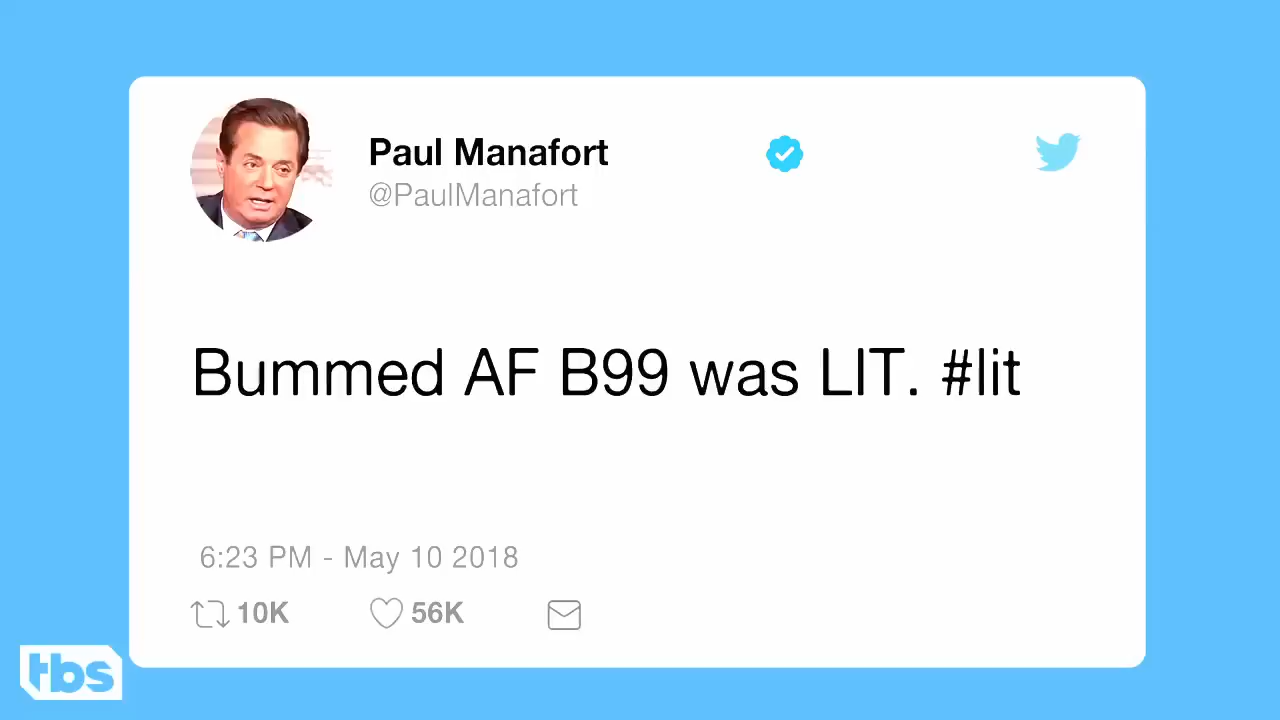 Paul Manafort
@PaulManafort
Bummed AF B99 was LIT. #lit
6:23 PM - May 10 2018
10K 56K
tbs